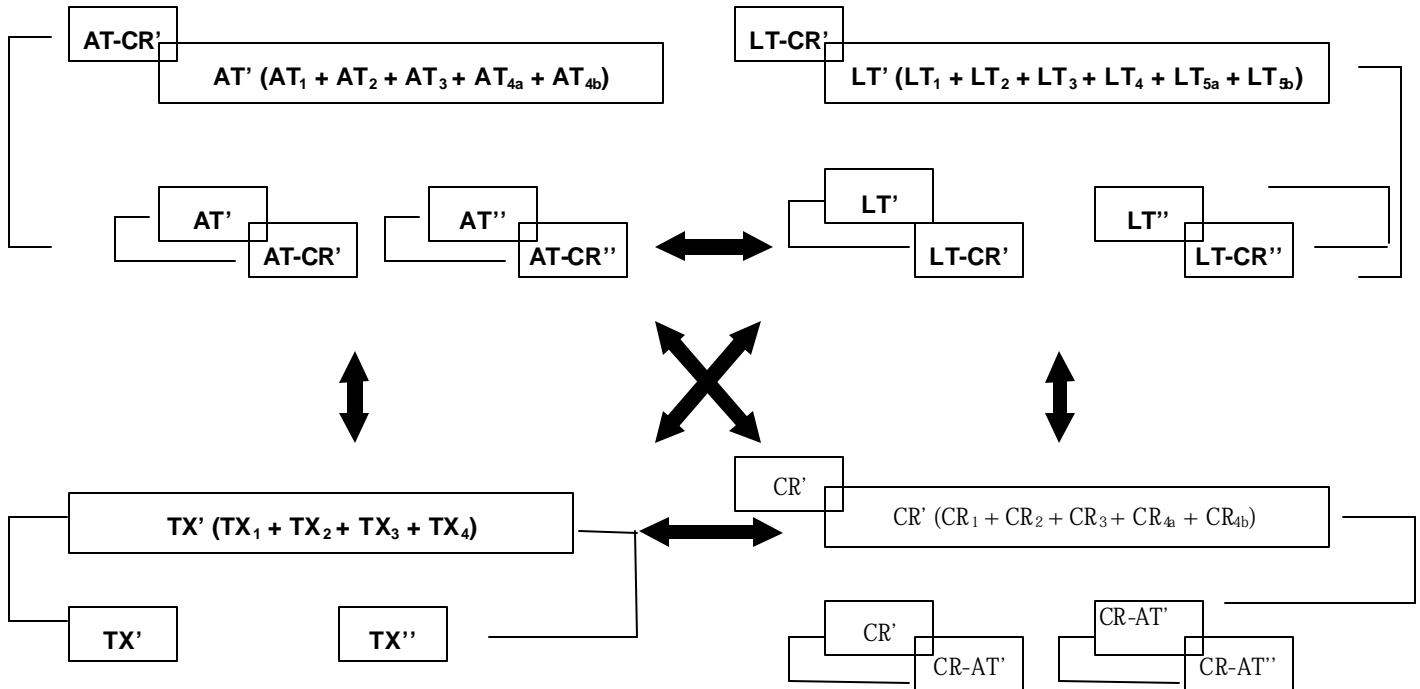 AT-CR'
LT-CR'
AT' (AT₁ + AT₂ + AT₃ + AT₄ₐ + AT₄b)
LT' (LT₁ + LT₂ + LT₃ + LT₄ + LT₅ₐ + LT₅b)
AT'
AT''
LT'
LT''
AT-CR'
AT-CR''
LT-CR'
LT-CR''
CR'
TX' (TX₁ + TX₂ + TX₃ + TX₄)
CR' (CR₁ + CR₂ + CR₃ + CR₄ₐ + CR₄b)
TX'
TX''
CR'
CR-AT'
CR-AT'
CR-AT''